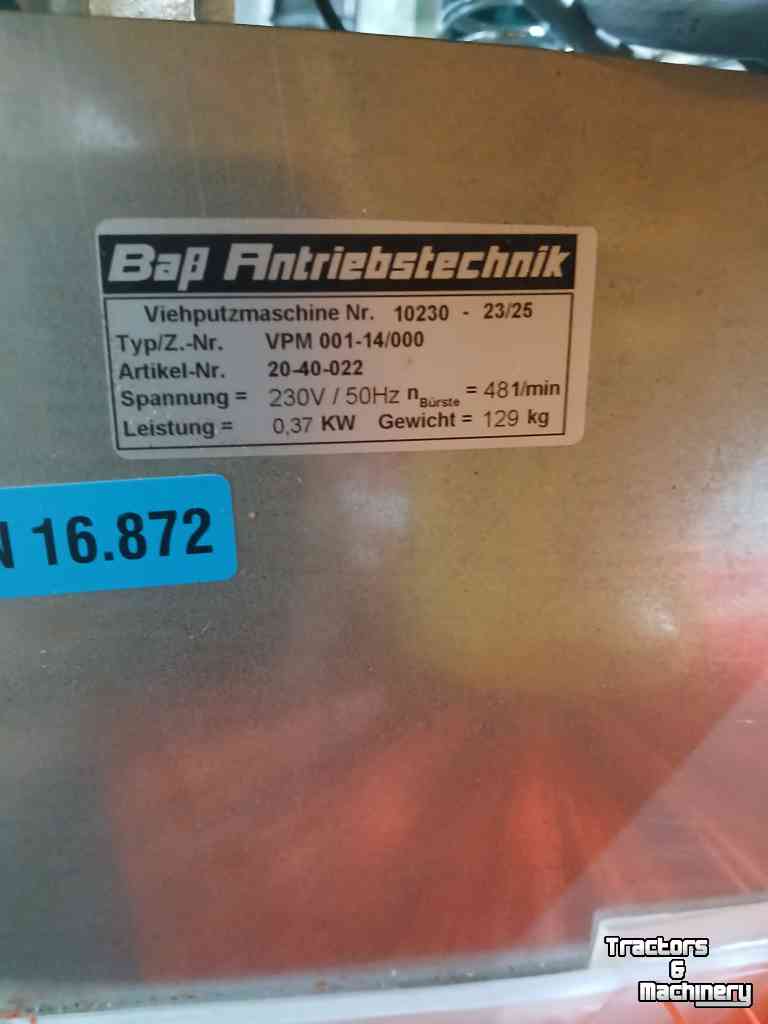 Baβ Antriebstechnik
Viehputzmaschine Nr. 10230 - 23/25
Typ/Z.-Nr. VPM 001-14/000
Artikel-Nr. 20-40-022
Spannung = 230V / 50Hz nBürste = 481/min
Leistung = 0,37 KW Gewicht = 129 kg
16.872
Tractors
&
Machinery